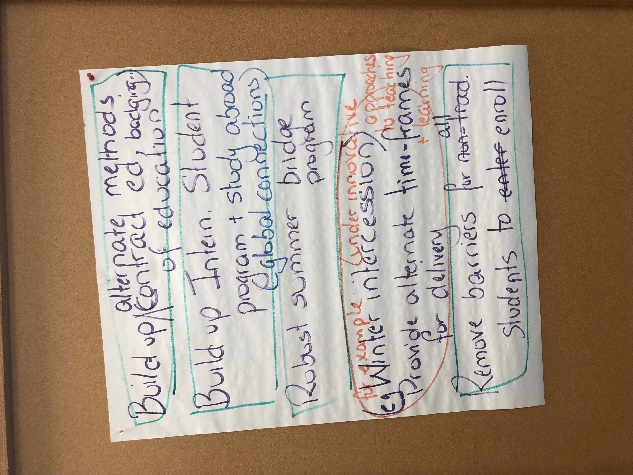 alternate methods
Build up/Contract ed, badging...)
of education
Build up Intern. Student
program + study abroad
(global connections)
Robust summer bridge
program
for example (under innovative
approaches
to teaching
+ learning
(eg Winter intercession)
Provide alternate time-frames
for delivery
all
Remove barriers for non-trad.
students to enter enroll